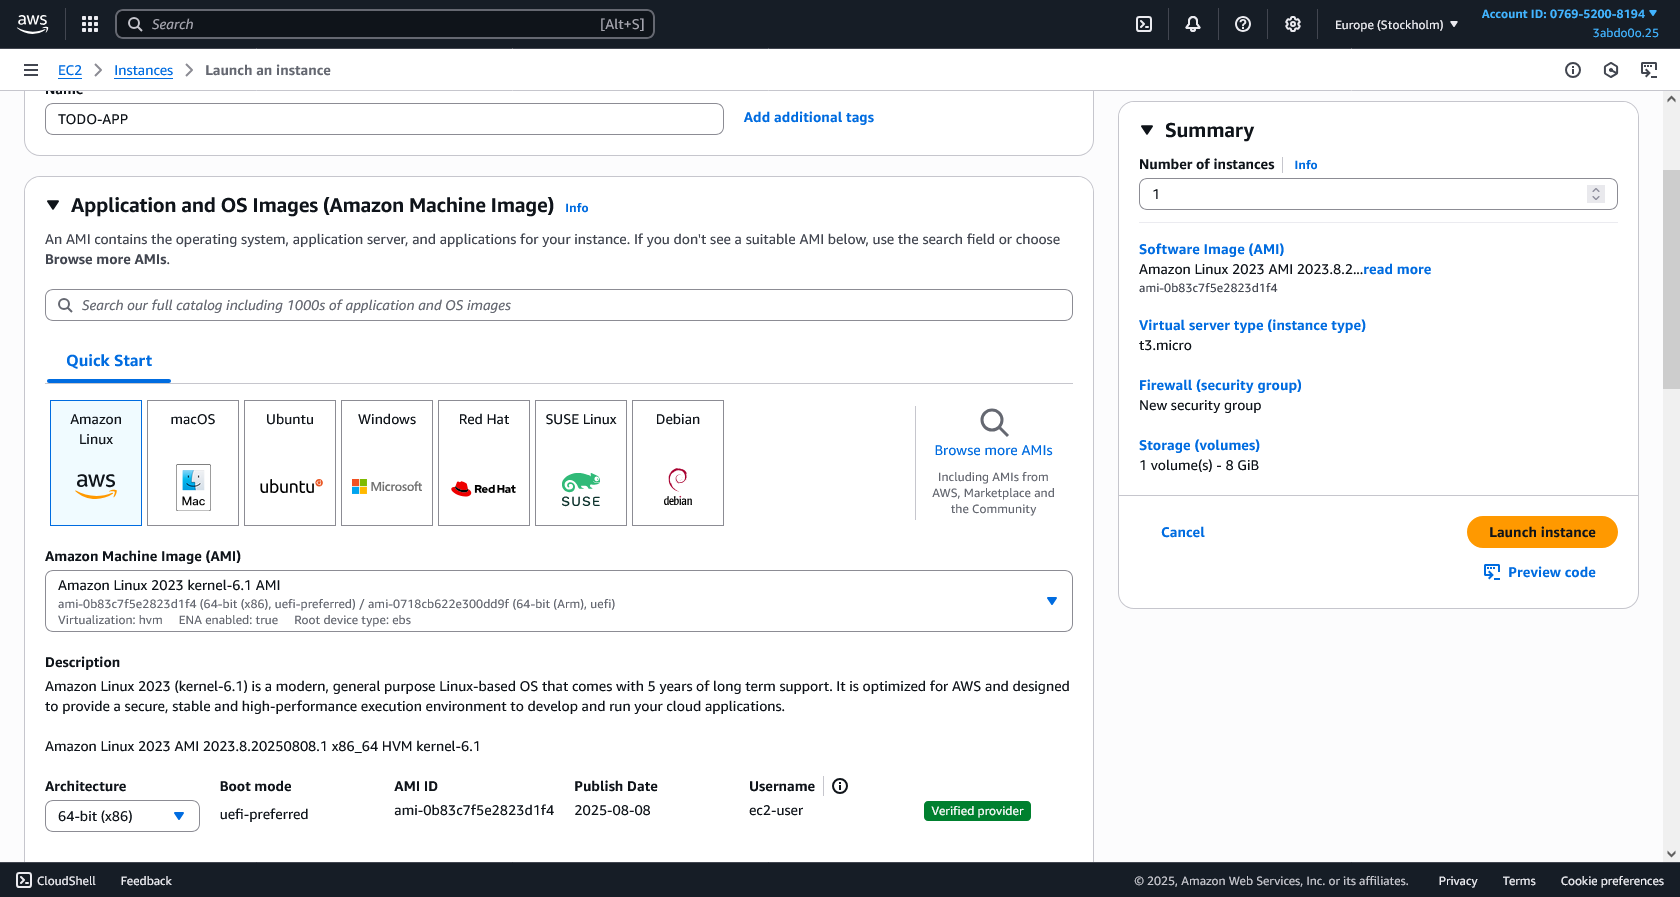 aws
Search
[Alt+S]
Europe (Stockholm)
Account ID: 0769-5200-8194
3abdo0o.25
EC2
Instances
Launch an instance
Name
TODO-APP
Add additional tags
Application and OS Images (Amazon Machine Image)
Info
An AMI contains the operating system, application server, and applications for your instance. If you don't see a suitable AMI below, use the search field or choose
Browse more AMIs.
Search our full catalog including 1000s of application and OS images
Quick Start
Amazon
Linux
aws
macOS
Mac
Ubuntu
ubuntu
Windows
Microsoft
Red Hat
Red Hat
SUSE Linux
SUSE
Debian
debian
Browse more AMIs
Including AMIs from
AWS, Marketplace and
the Community
Amazon Machine Image (AMI)
Amazon Linux 2023 kernel-6.1 AMI
ami-0b83c7f5e2823d1f4 (64-bit (x86), uefi-preferred) / ami-0718cb622e300dd9f (64-bit (Arm), uefi)
Virtualization: hvm ENA enabled: true Root device type: ebs
Description
Amazon Linux 2023 (kernel-6.1) is a modern, general purpose Linux-based OS that comes with 5 years of long term support. It is optimized for AWS and designed
to provide a secure, stable and high-performance execution environment to develop and run your cloud applications.
Amazon Linux 2023 AMI 2023.8.20250808.1 x86_64 HVM kernel-6.1
Architecture
64-bit (x86)
Boot mode
uefi-preferred
AMI ID
ami-0b83c7f5e2823d1f4
Publish Date
2025-08-08
Username
ec2-user
Verified provider
Summary
Number of instances
Info
1
Software Image (AMI)
Amazon Linux 2023 AMI 2023.8.2...read more
ami-0b83c7f5e2823d1f4
Virtual server type (instance type)
t3.micro
Firewall (security group)
New security group
Storage (volumes)
1 volume(s) - 8 GiB
Cancel
Launch instance
Preview code
CloudShell
Feedback
© 2025, Amazon Web Services, Inc. or its affiliates.
Privacy
Terms
Cookie preferences